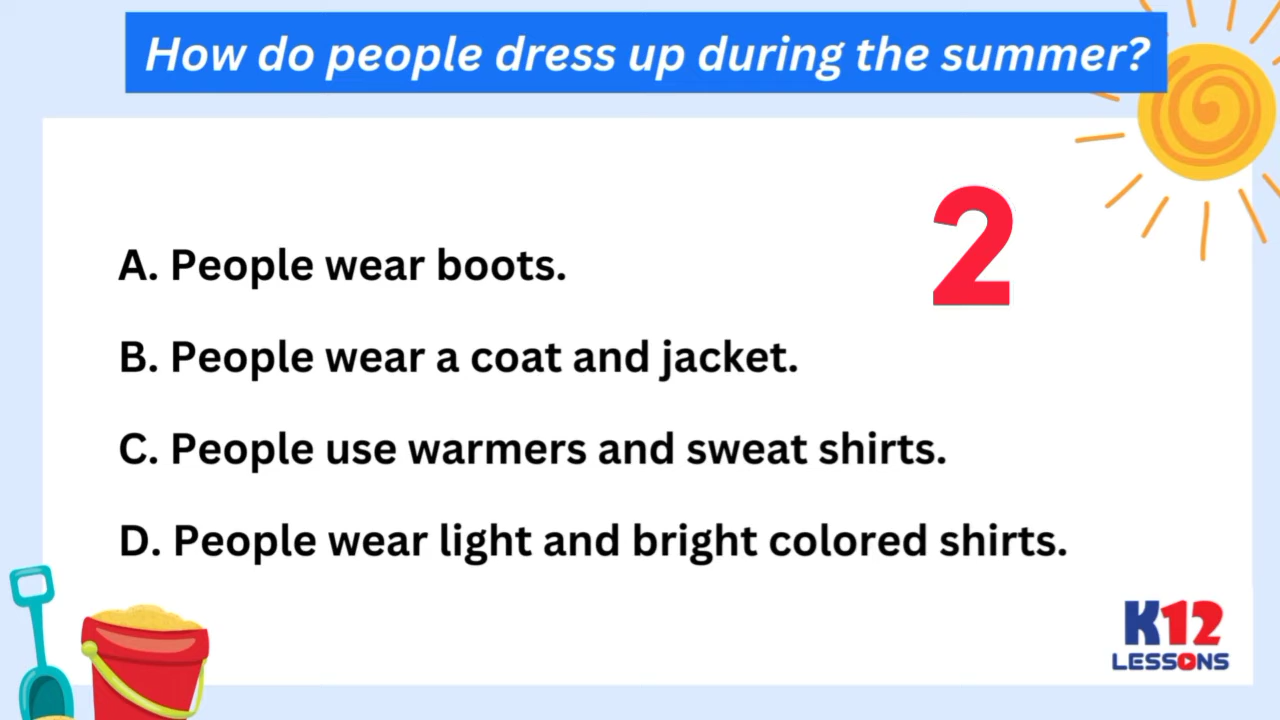 How do people dress up during the summer?
2
A. People wear boots.
B. People wear a coat and jacket.
C. People use warmers and sweat shirts.
D. People wear light and bright colored shirts.
K12
LESSONS